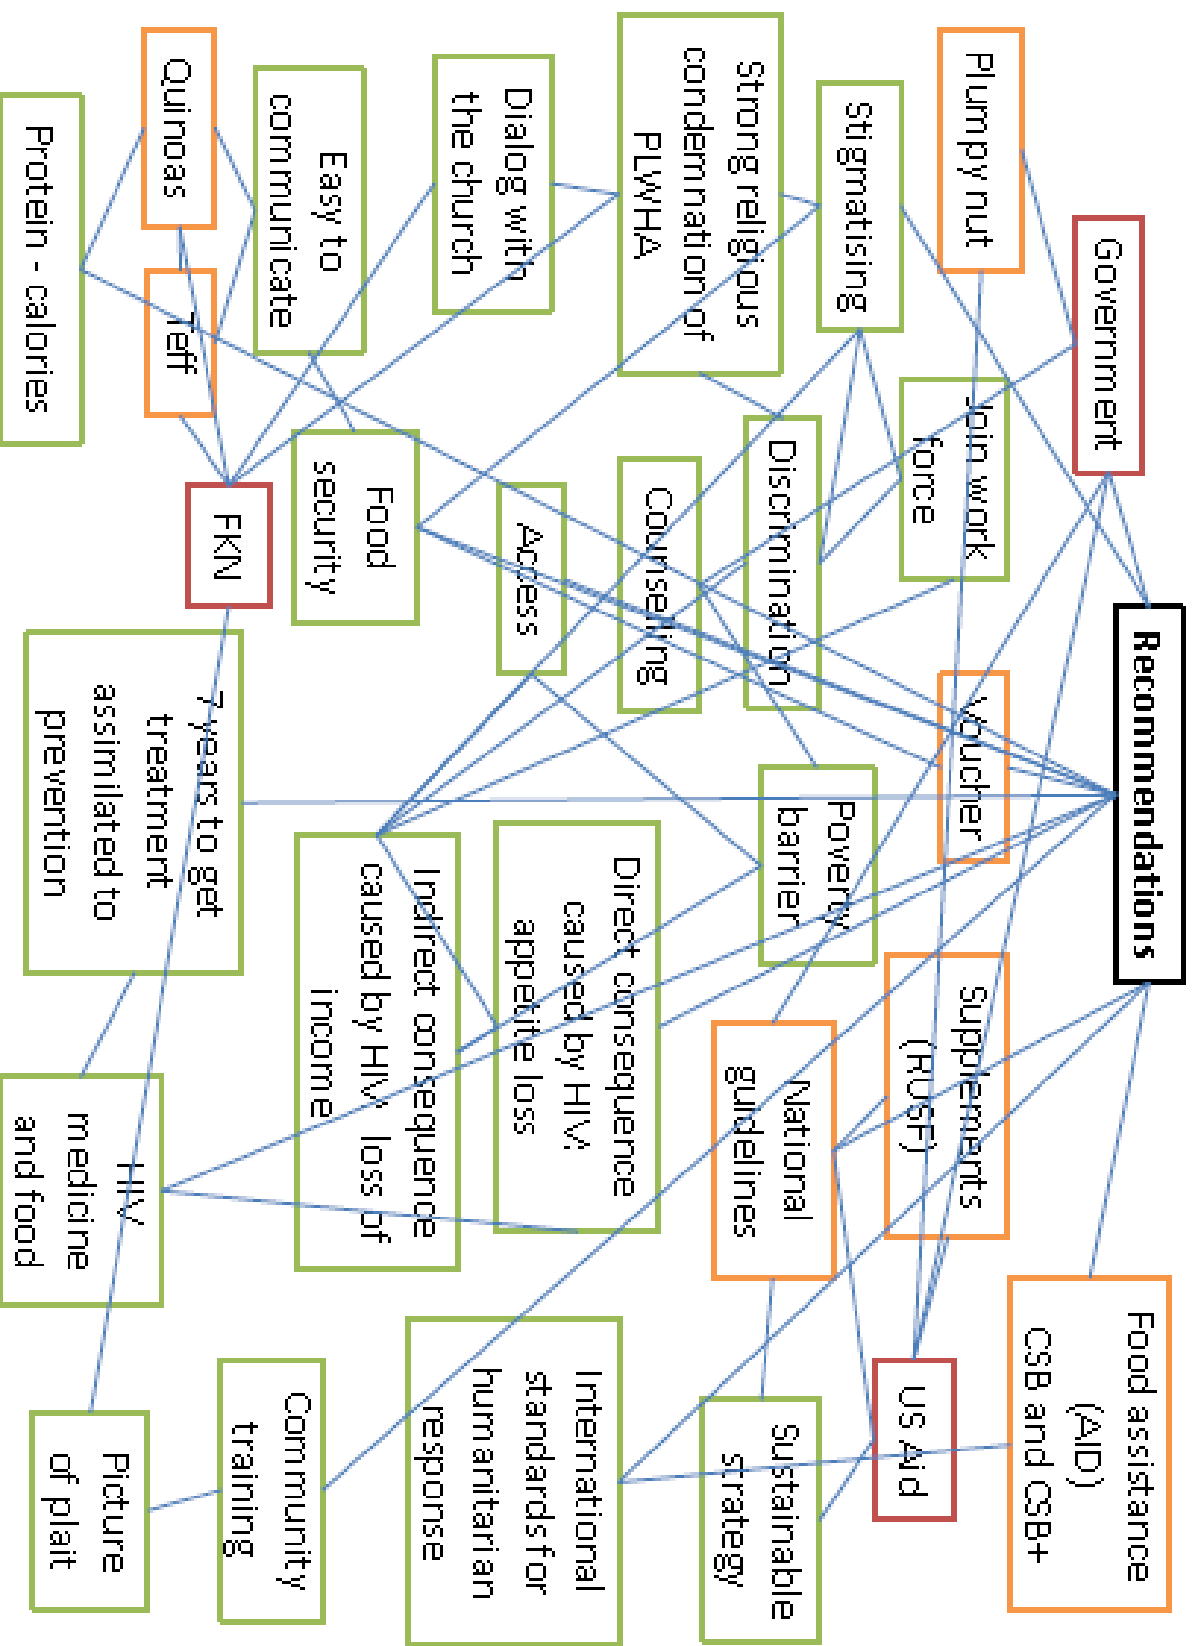 Recommendations
Food assistance
(AID)
CSB and CSB+
Government
Plumpy nut
Join work
force
Voucher
Supplements
(RUSF)
US Aid
Stigmatising
Poverty
barrier
National
guidelines
Sustainable
strategy
Strong religious
condemnation of
PLWHA
Discrimination
Counseling
Direct consequence
caused by HIV
appetite loss
International
standards for
humanitarian
response
Dialog with
the church
Access
Indirect consequence
caused by HIV loss of
income
Easy to
communicate
Food
security
Community
training
Quinoas
Teff
FKN
7years to get
treatment
assimilated to
prevention
HIV
medicine
and food
Picture
of plait
Protein - calories